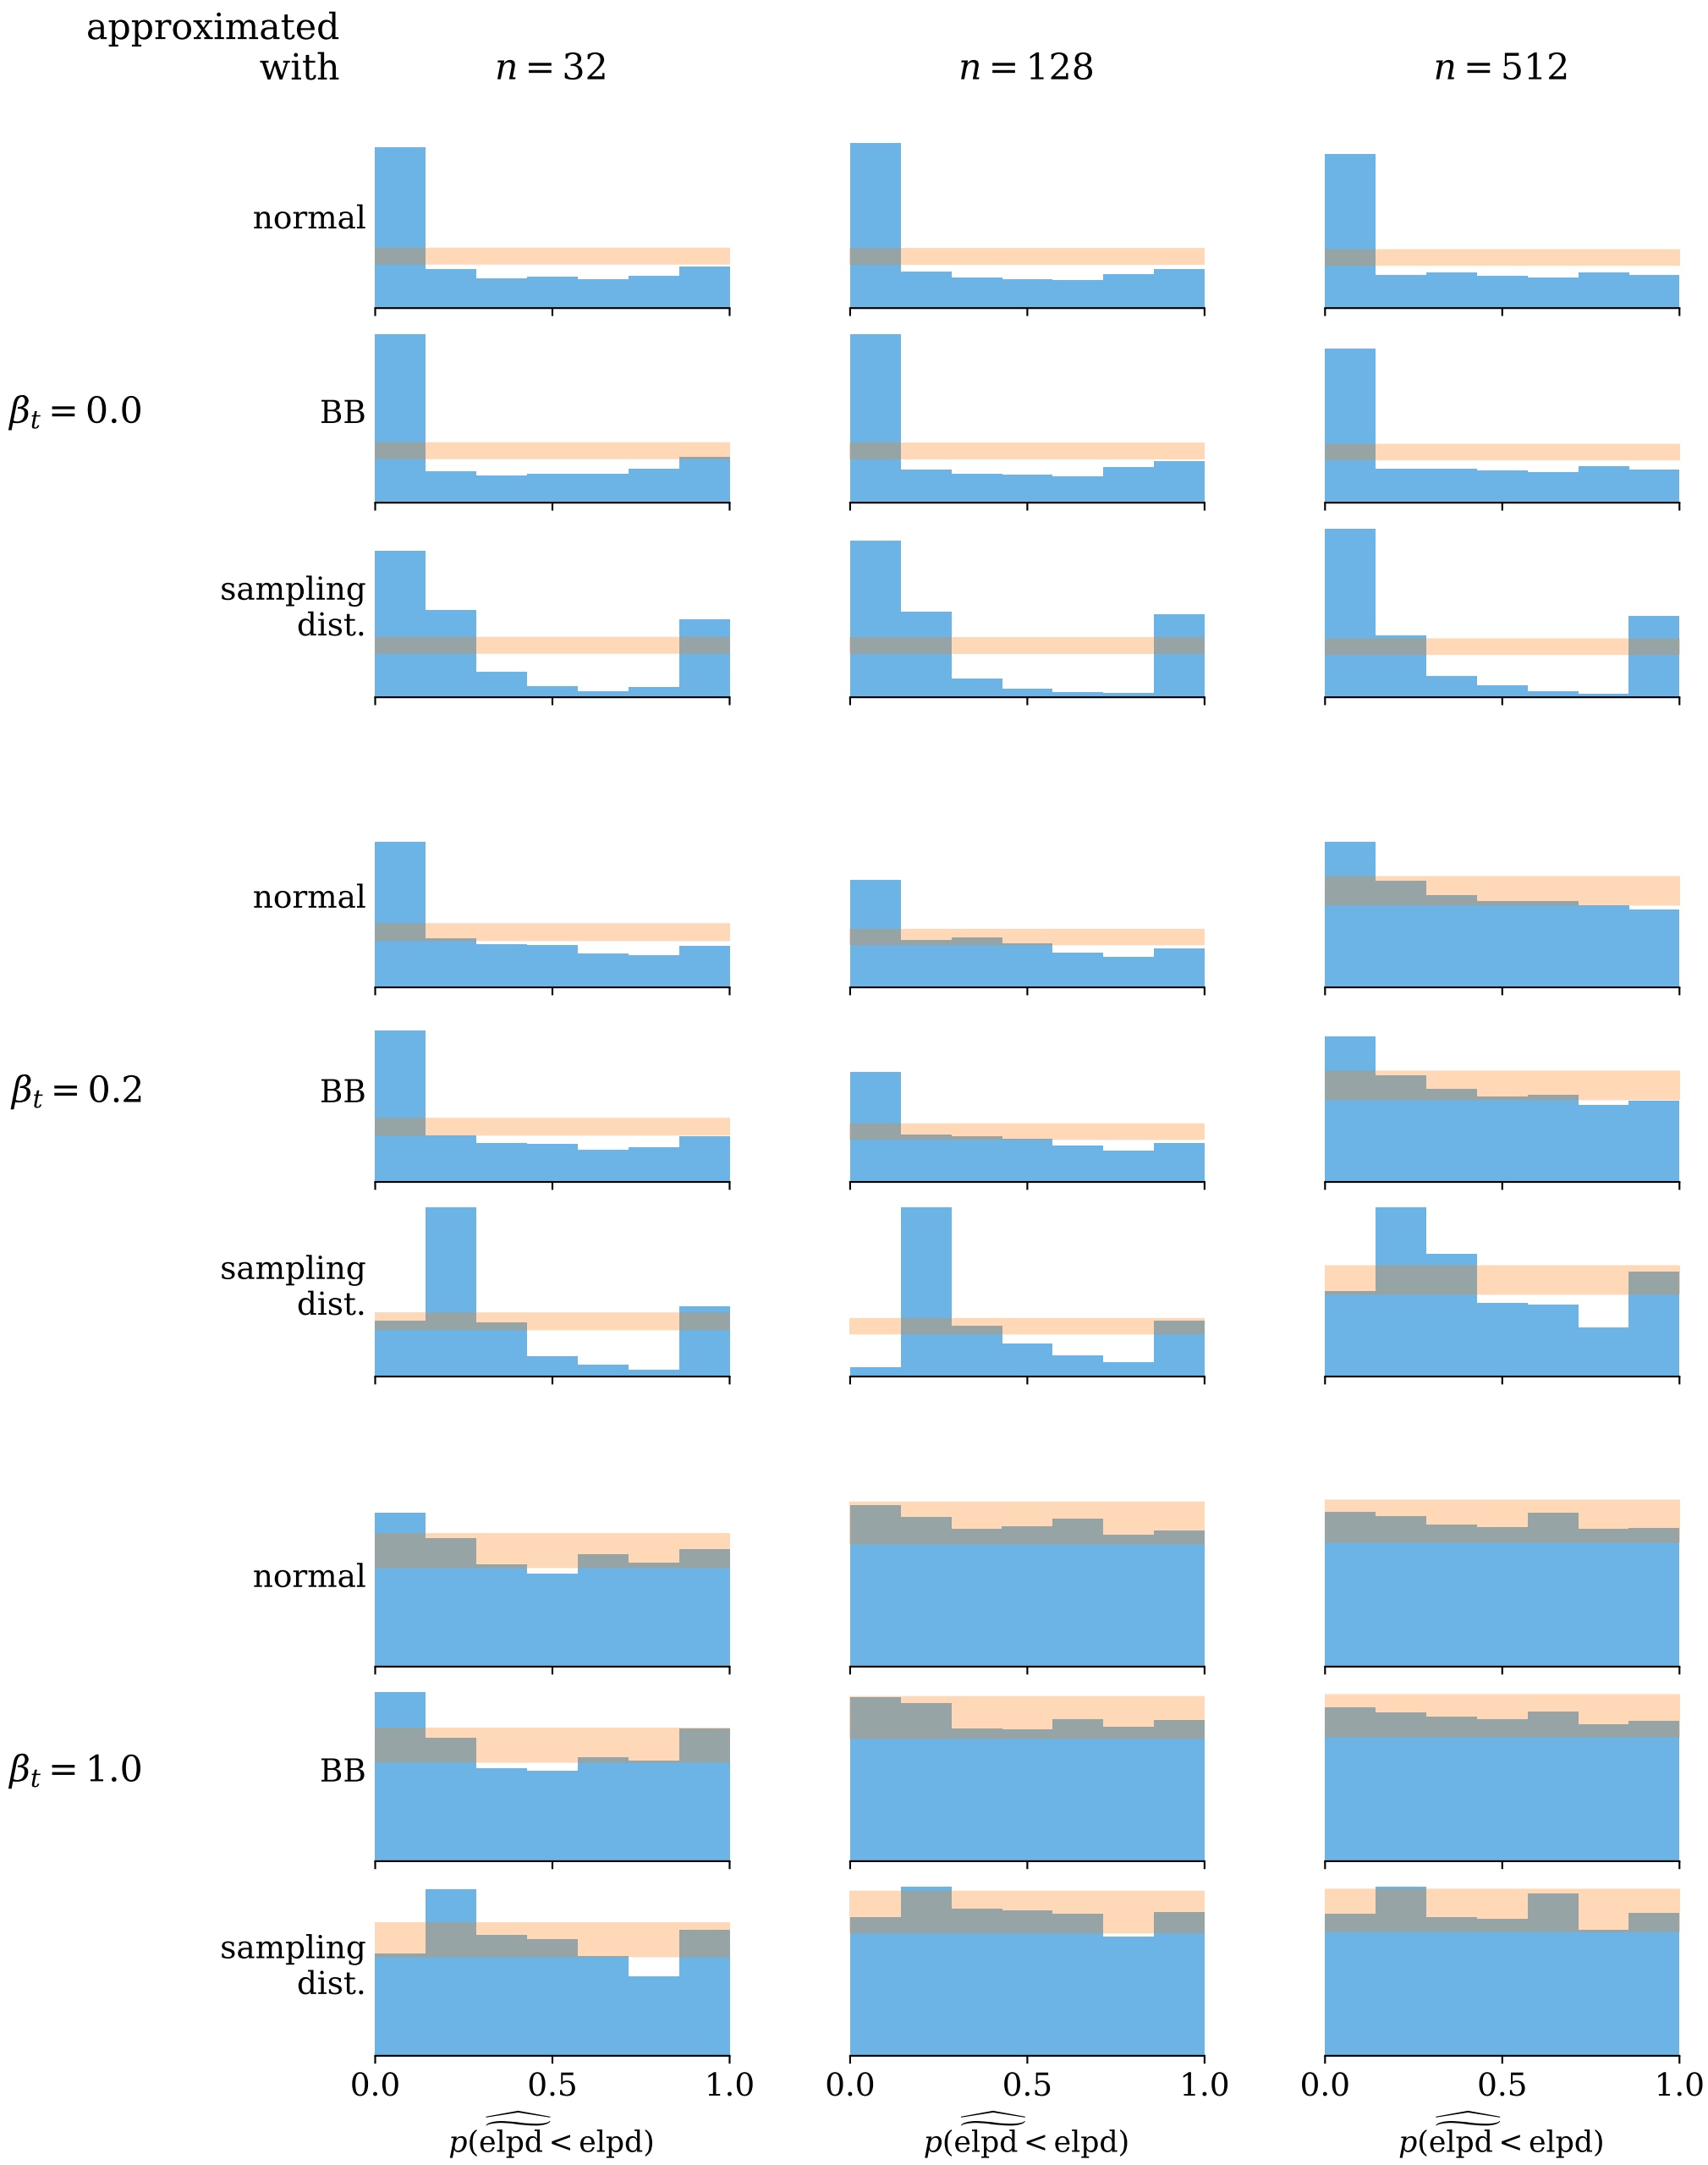 approximated
with
n = 32
n = 128
n = 512
normal
β_t = 0.0
BB
sampling
dist.
normal
β_t = 0.2
BB
sampling
dist.
normal
β_t = 1.0
BB
sampling
dist.
0.0 0.5 1.0
0.0 0.5 1.0
0.0 0.5 1.0
p(elpd < elpd)
p(elpd < elpd)
p(elpd < elpd)